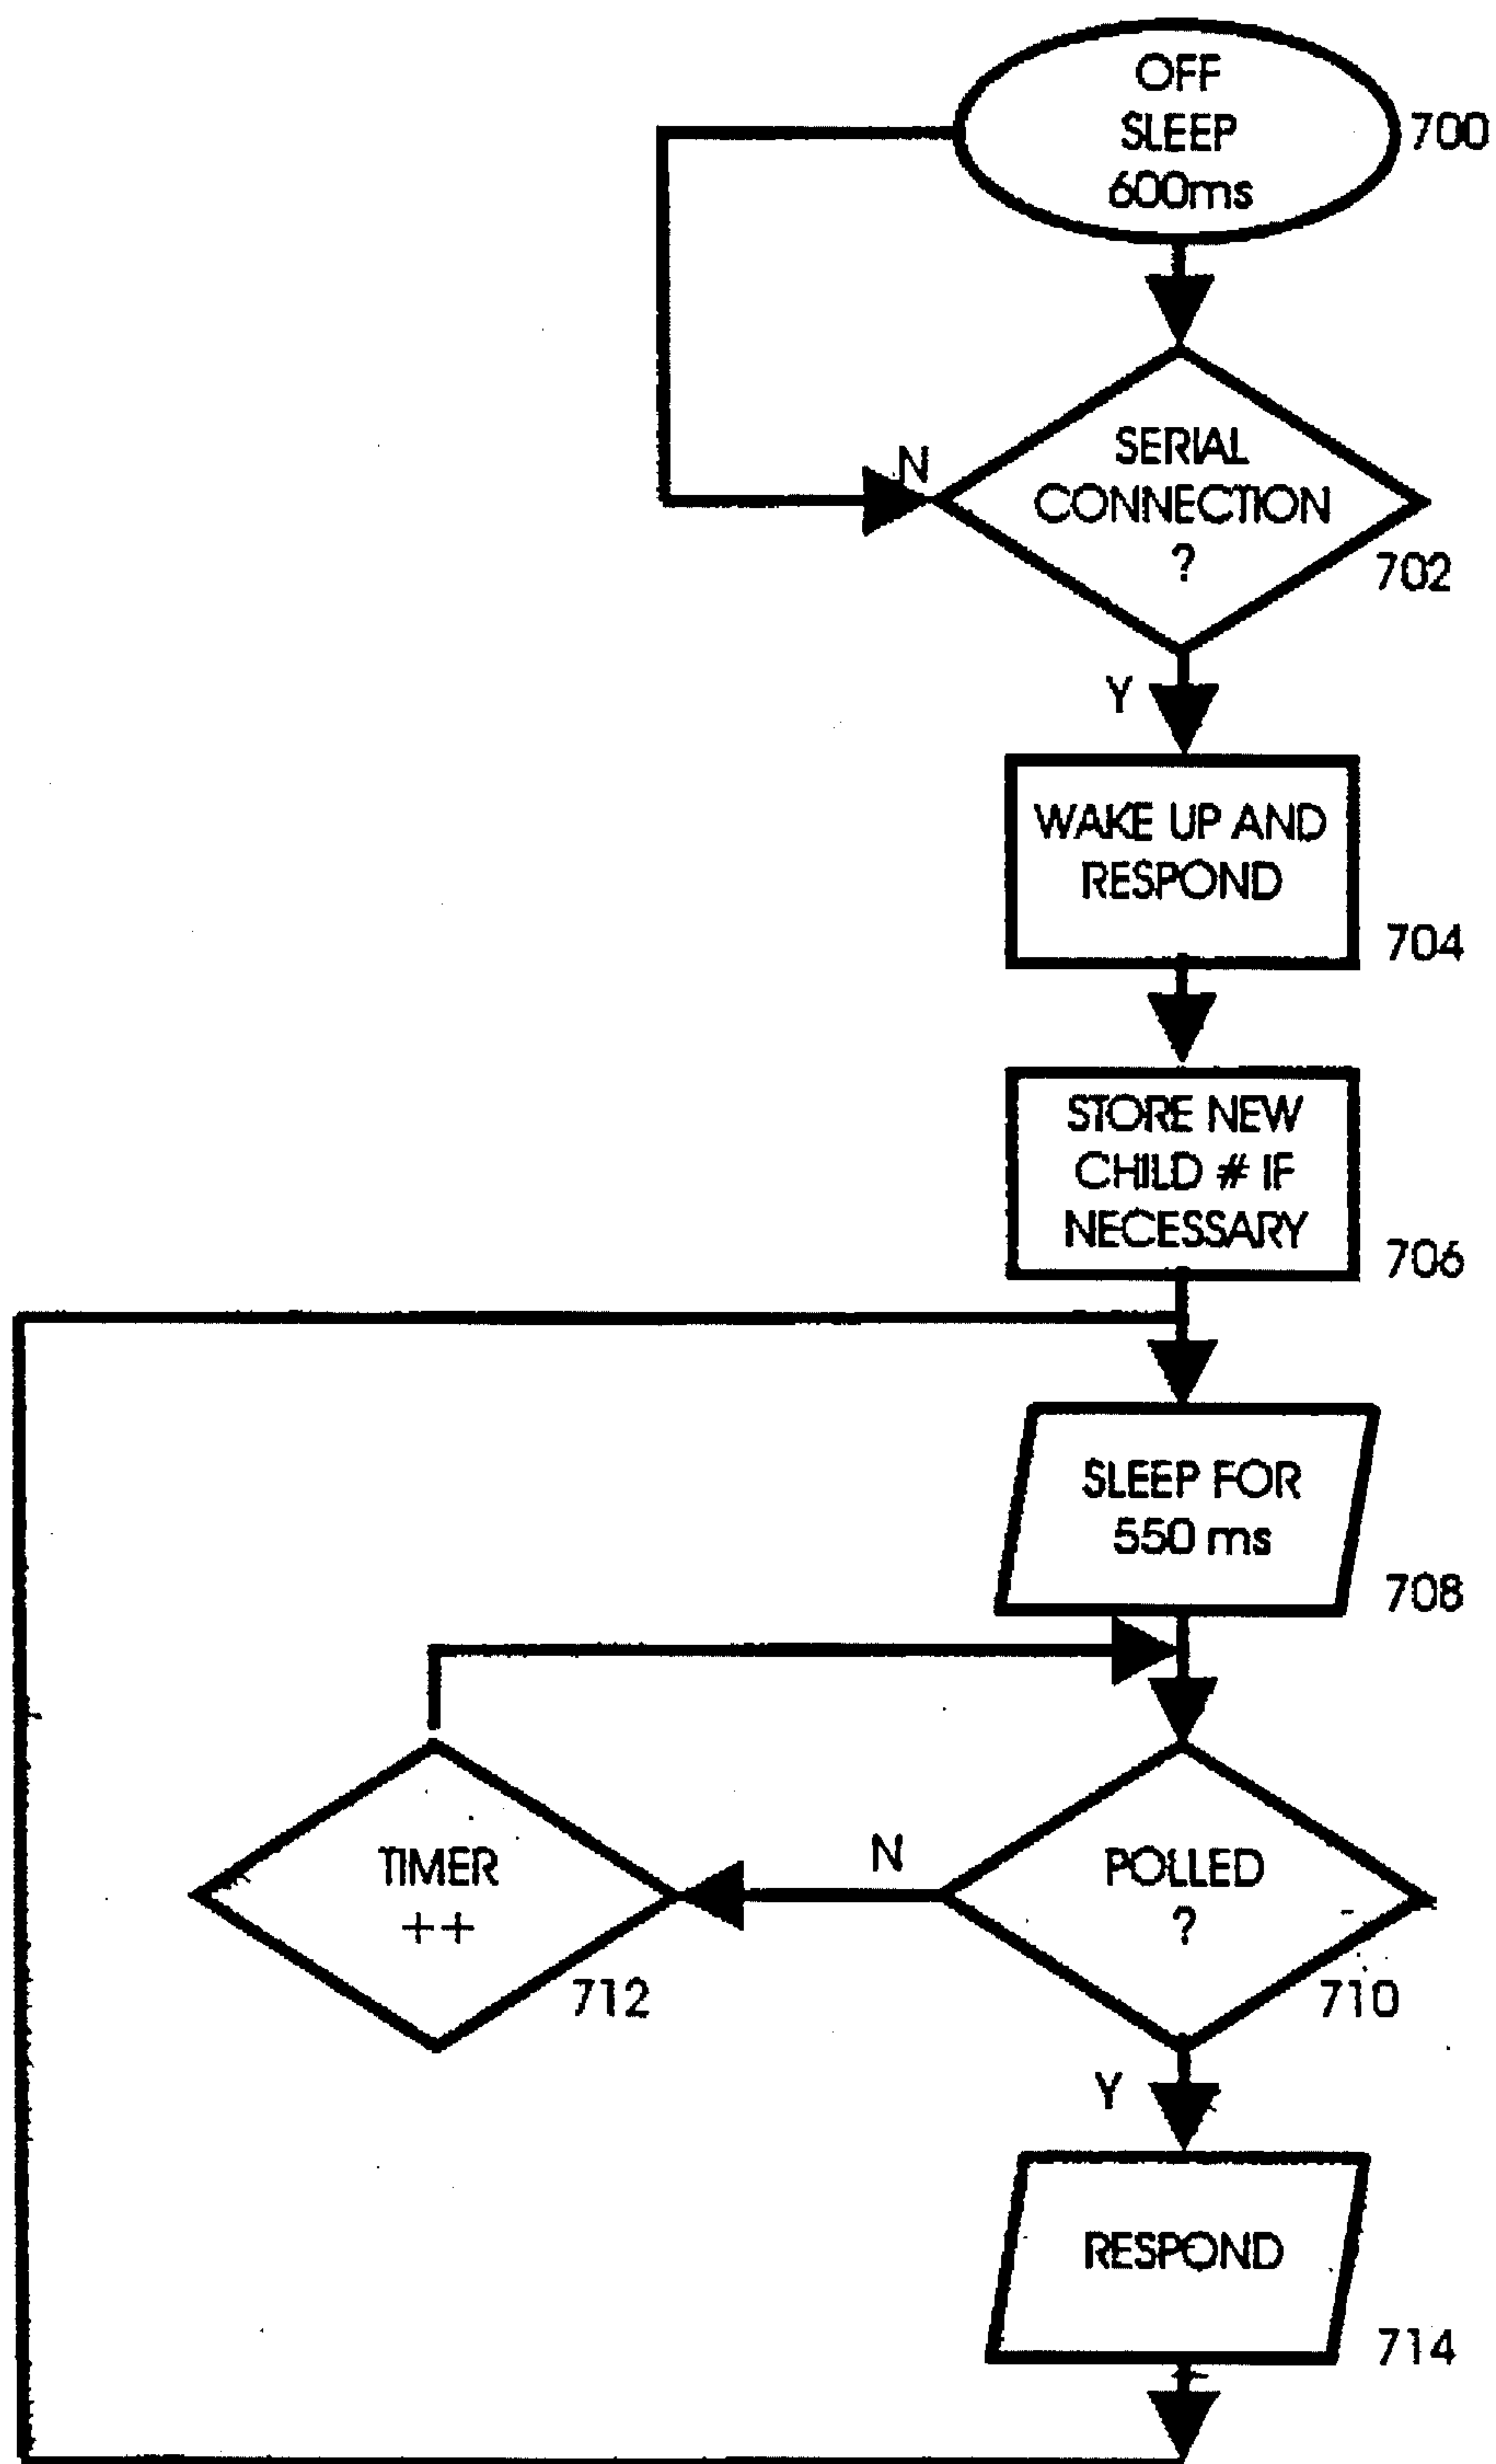 OFF
SLEEP
600ms
700
N
SERIAL
CONNECTION
?
702
Y
WAKE UP AND
RESPOND
704
STORE NEW
CHILD # IF
NECESSARY
706
SLEEP FOR
550 ms
708
TIMER
++
712
N
POLLED
?
710
Y
RESPOND
714